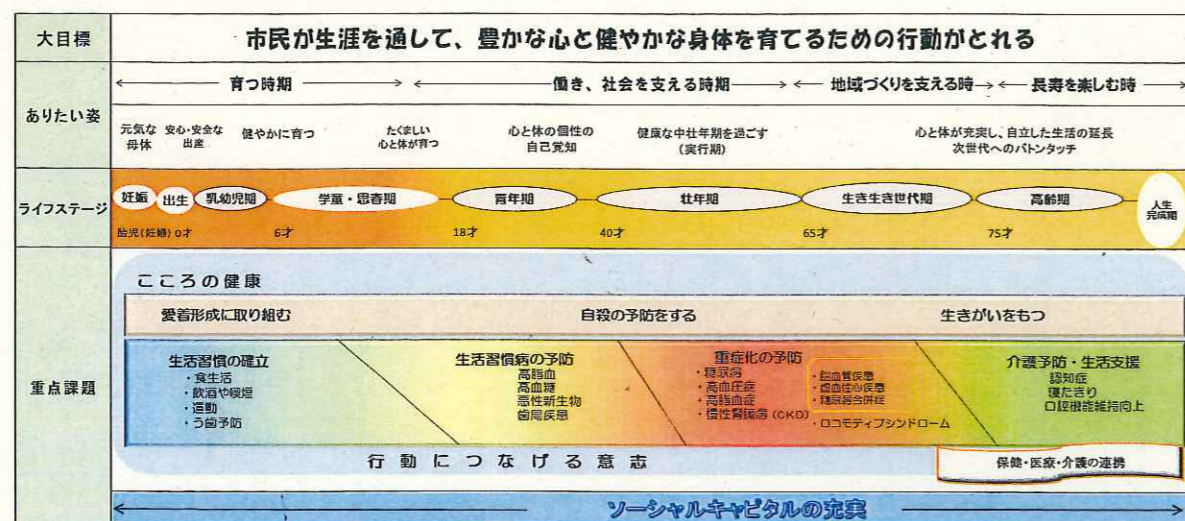 大目標
市民が生涯を通して、豊かな心と健やかな身体を育てるための行動がとれる
ありたい姿
育つ時期
働き、社会を支える時期
地域づくりを支える時
長寿を楽しむ時
元気な
母体
安心・安全な
出産
健やかに育つ
たくましい
心と体が育つ
心と体の個性の
自己覚知
健康な中壮年期を過ごす
(実行期)
心と体が充実し、自立した生活の延長
次世代へのバトンタッチ
ライフステージ
妊娠
出生
乳幼児期
学童・思春期
青年期
壮年期
生き生き世代期
高齢期
人生
完成期
胎児(妊婦)
0才
6才
18才
40才
65才
75才
重点課題
こころの健康
愛着形成に取り組む
自殺の予防をする
生きがいをもつ
生活習慣の確立
・食生活
・飲酒や喫煙
・運動
・う歯予防
生活習慣病の予防
高脂血
高血糖
悪性新生物
歯周疾患
重症化の予防
・糖尿病
・高血圧症
・高脂血症
・慢性腎臓病(CKD)
・脳血管疾患
・虚血性心疾患
・糖尿病合併症
・ロコモティブシンドローム
介護予防・生活支援
認知症
寝たきり
口腔機能維持向上
行動につなげる意志
保健・医療・介護の連携
ソーシャルキャピタルの充実